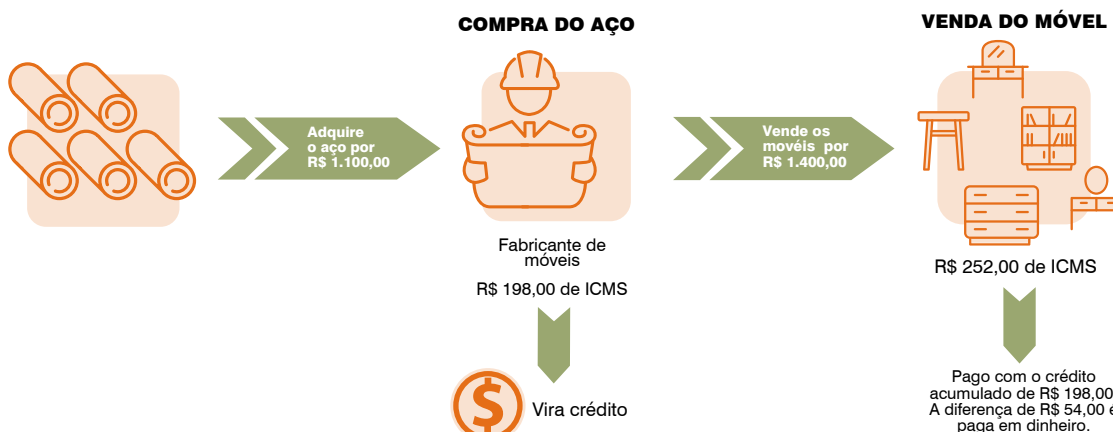 COMPRA DO AÇO
VENDA DO MÓVEL
Adquire
o aço por
R$ 1.100,00
Vende os
movéis por
R$ 1.400,00
Fabricante de
móveis
R$ 198,00 de ICMS
R$ 252,00 de ICMS
$
Vira crédito
Pago com o crédito
acumulado de R$ 198,00
A diferença de R$ 54,00 é
paga em dinheiro.